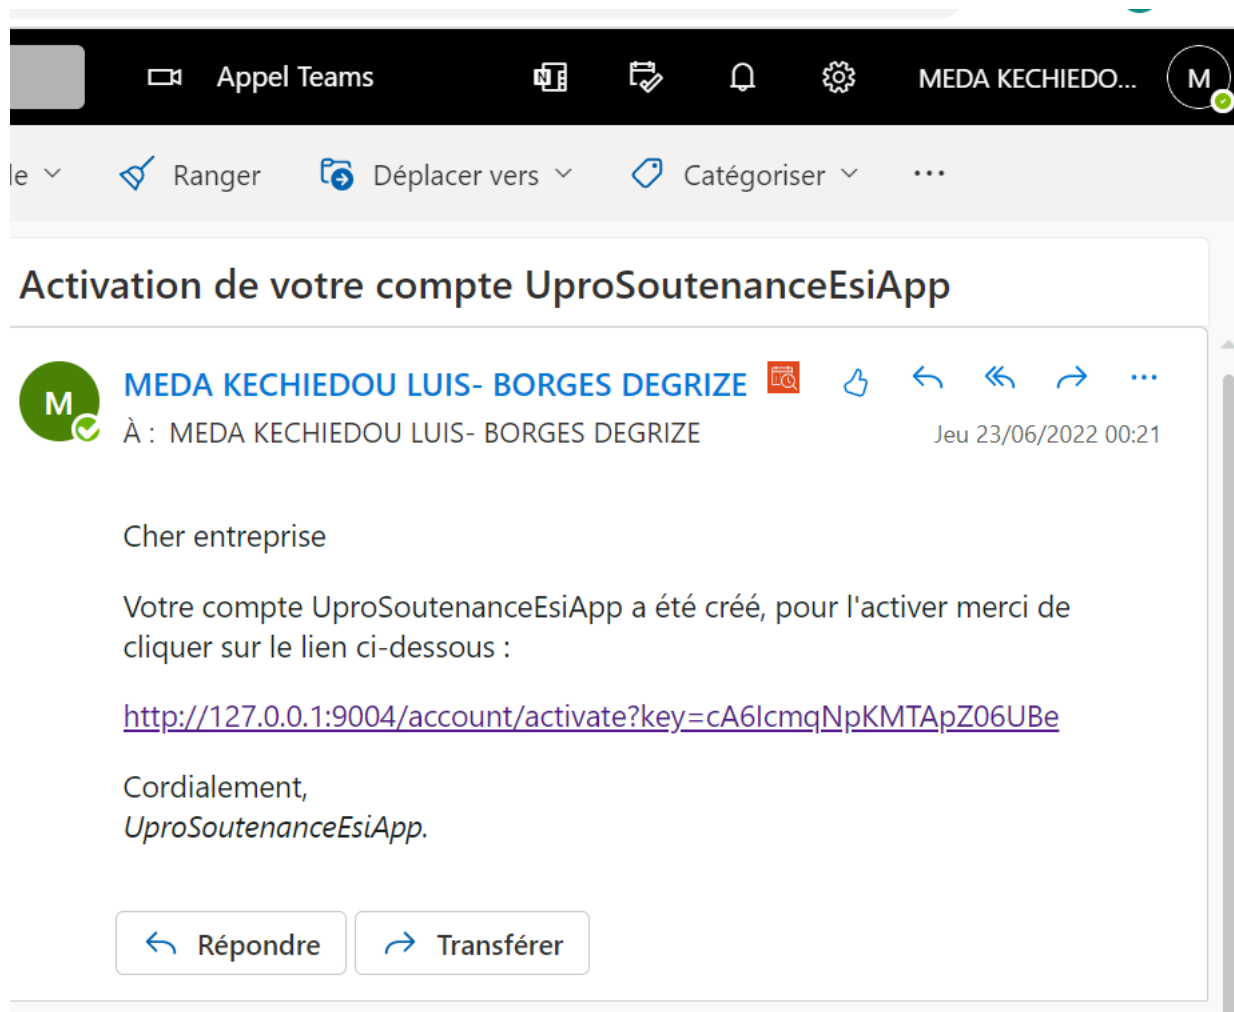 Appel Teams
MEDA KECHIEDO...
M
le
Ranger
Déplacer vers
Catégoriser
Activation de votre compte UproSoutenanceEsiApp
M
MEDA KECHIEDOU LUIS- BORGES DEGRIZE
À : MEDA KECHIEDOU LUIS- BORGES DEGRIZE
Jeu 23/06/2022 00:21
Cher entreprise
Votre compte UproSoutenanceEsiApp a été créé, pour l'activer merci de
cliquer sur le lien ci-dessous :
http://127.0.0.1:9004/account/activate?key=cA6IcmqNpKMTApZ06UBe
Cordialement,
UproSoutenanceEsiApp.
Répondre
Transférer